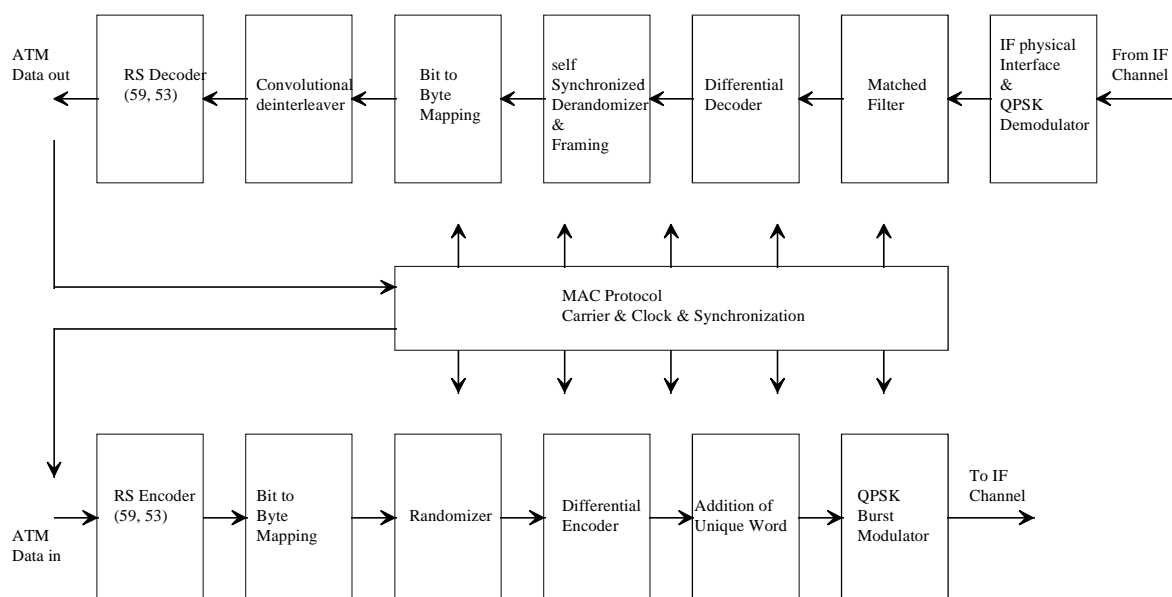 ATM
Data out
RS Decoder
(59, 53)
Convolutional
deinterleaver
Bit to
Byte
Mapping
self
Synchronized
Derandomizer
&
Framing
Differential
Decoder
Matched
Filter
IF physical
Interface
&
QPSK
Demodulator
From IF
Channel
MAC Protocol
Carrier & Clock & Synchronization
ATM
Data in
RS Encoder
(59, 53)
Bit to
Byte
Mapping
Randomizer
Differential
Encoder
Addition of
Unique Word
QPSK
Burst
Modulator
To IF
Channel